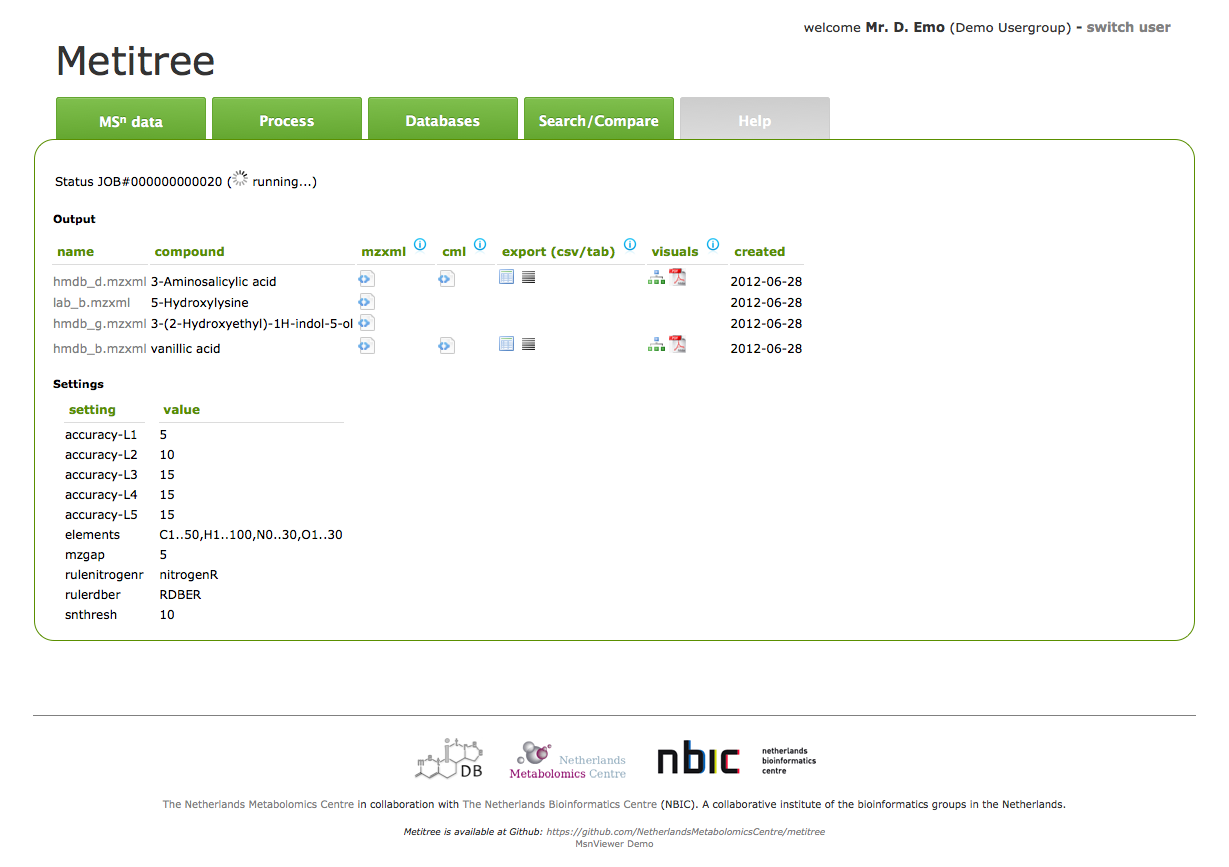 welcome Mr. D. Emo (Demo Usergroup) - switch user
Metitree
MSⁿ data Process Databases Search/Compare Help
Status JOB#000000000020 ( running...)
Output
name compound mzxml cml export (csv/tab) visuals created
hmdb_d.mzxml 3-Aminosalicylic acid 2012-06-28
lab_b.mzxml 5-Hydroxylysine 2012-06-28
hmdb_g.mzxml 3-(2-Hydroxyethyl)-1H-indol-5-ol 2012-06-28
hmdb_b.mzxml vanillic acid 2012-06-28
Settings
setting value
accuracy-L1 5
accuracy-L2 10
accuracy-L3 15
accuracy-L4 15
accuracy-L5 15
elements C1..50,H1..100,N0..30,O1..30
mzgap 5
rulenitrogenr nitrogenR
rulerdber RDBER
snthresh 10
DB
Netherlands
Metabolomics Centre
nbic
netherlands
bioinformatics
centre
The Netherlands Metabolomics Centre in collaboration with The Netherlands Bioinformatics Centre (NBIC). A collaborative institute of the bioinformatics groups in the Netherlands.
Metitree is available at Github: https://github.com/NetherlandsMetabolomicsCentre/metitree
MsnViewer Demo